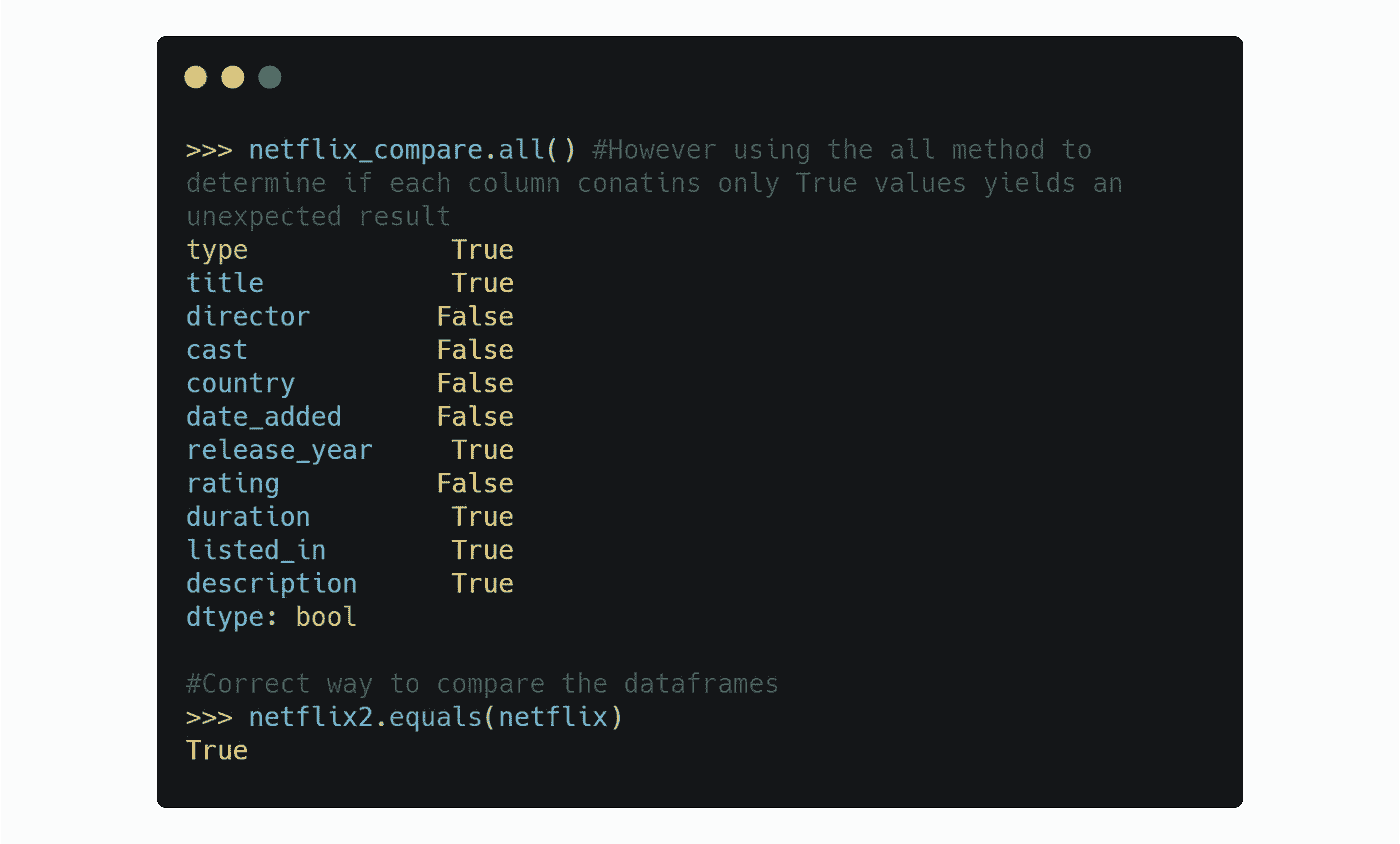 >>> netflix_compare.all() #However using the all method to
determine if each column conatins only True values yields an
unexpected result
type             True
title            True
director        False
cast            False
country         False
date_added      False
release_year     True
rating          False
duration         True
listed_in        True
description      True
dtype: bool
#Correct way to compare the dataframes
>>> netflix2.equals(netflix)
True